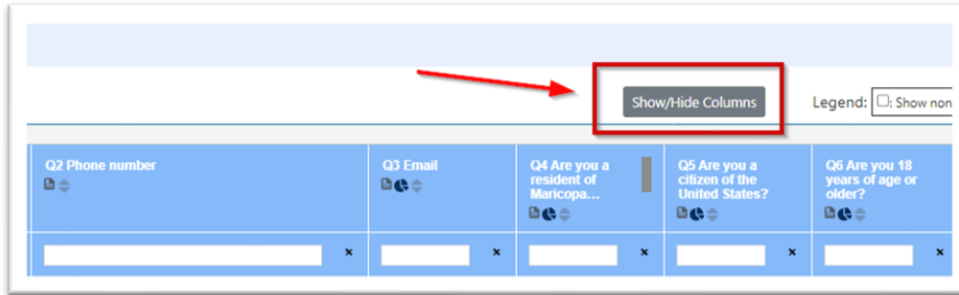 Show/Hide Columns
Legend: : Show non
Q2 Phone number
Q3 Email
Q4 Are you a
resident of
Maricopa...
Q5 Are you a
citizen of the
United States?
Q6 Are you 18
years of age or
older?